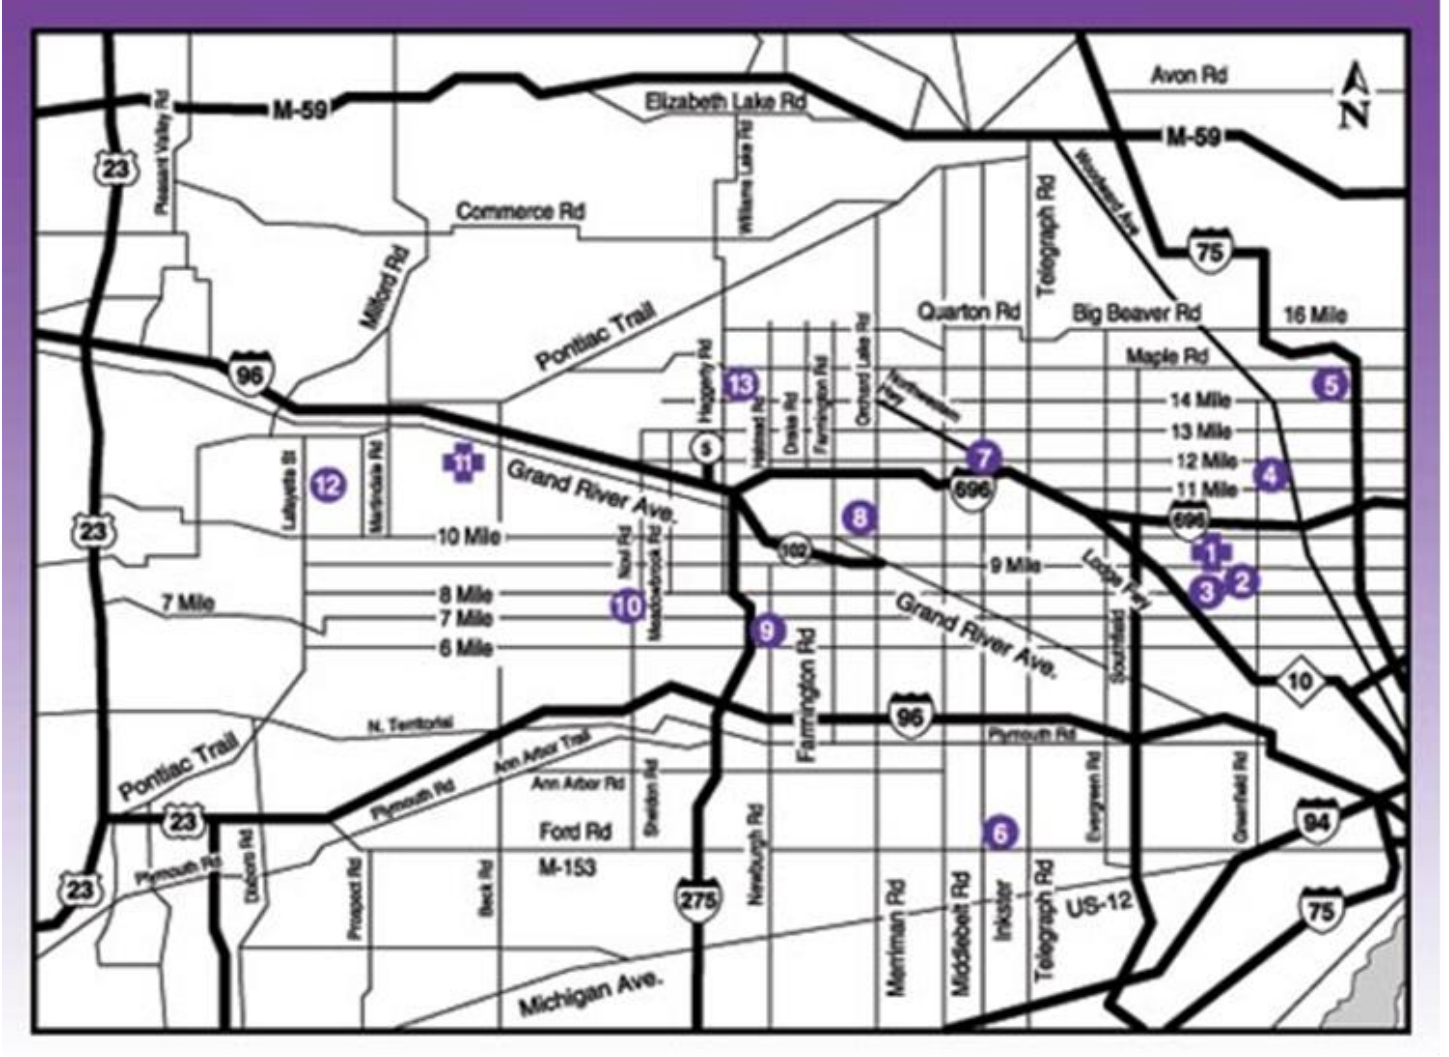 Avon Rd
Elizabeth Lake Rd
M-59
N
M-59
Pleasant Valley Rd
23
Williams Lake Rd
Woodward Ave
Commerce Rd
Telegraph Rd
75
Milford Rd
Pontiac Trail
Quarton Rd
Big Beaver Rd
16 Mile
Orchard Lake Rd
Maple Rd
96
Haggerty Rd
13
Northwestern Hwy
5
Halstead Rd
Drake Rd
Farmington Rd
14 Mile
13 Mile
5
7
12 Mile
11
4
12
Lafayette St
Martindale Rd
Grand River Ave.
696
11 Mile
8
696
23
10 Mile
Novi Rd
Meadowbrook Rd
102
1
9 Mile
Lodge Fwy
2
3
8 Mile
7 Mile
10
7 Mile
Grand River Ave.
9
6 Mile
Southfield
Farmington Rd
10
96
N. Territorial
Plymouth Rd
Ann Arbor Trail
Pontiac Trail
Ann Arbor Rd
Plymouth Rd
Sheldon Rd
Evergreen Rd
Greenfield Rd
23
94
Ford Rd
6
Newburgh Rd
Plymouth Rd
Dixboro Rd
M-153
23
Prospect Rd
Beck Rd
275
Merriman Rd
Middlebelt Rd
Inkster
Telegraph Rd
US-12
75
Michigan Ave.